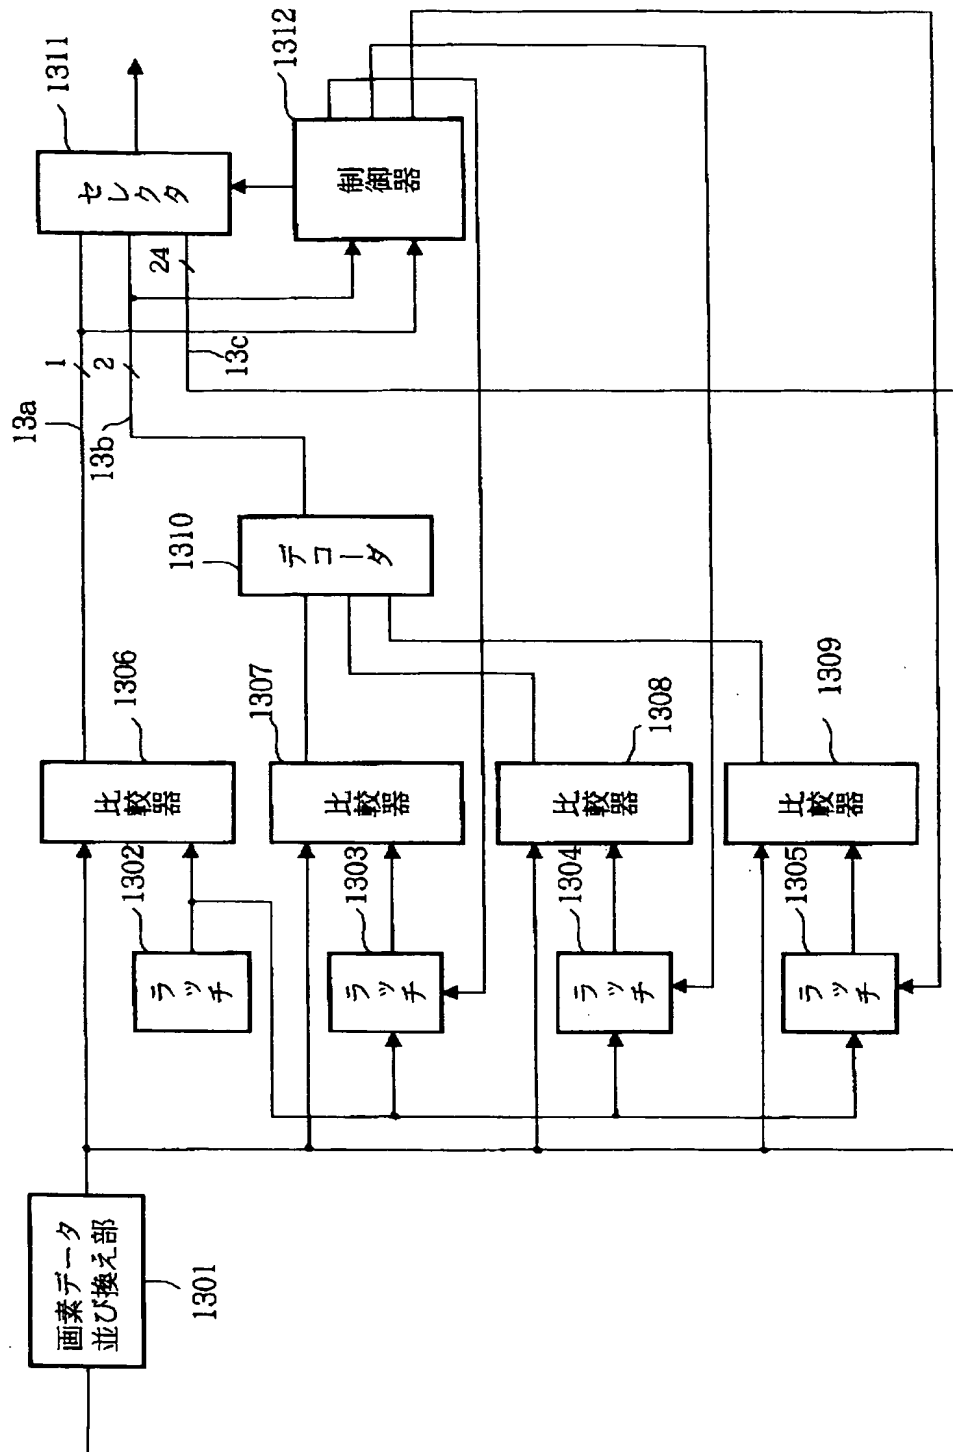 画素データ
並び換え部
1301
ラッチ
1302
比較器
1306
13a
1
セレクタ
1311
13b
2
24
13c
制御器
1312
ラッチ
1303
比較器
1307
デコータ
1310
ラッチ
1304
比較器
1308
ラッチ
1305
比較器
1309